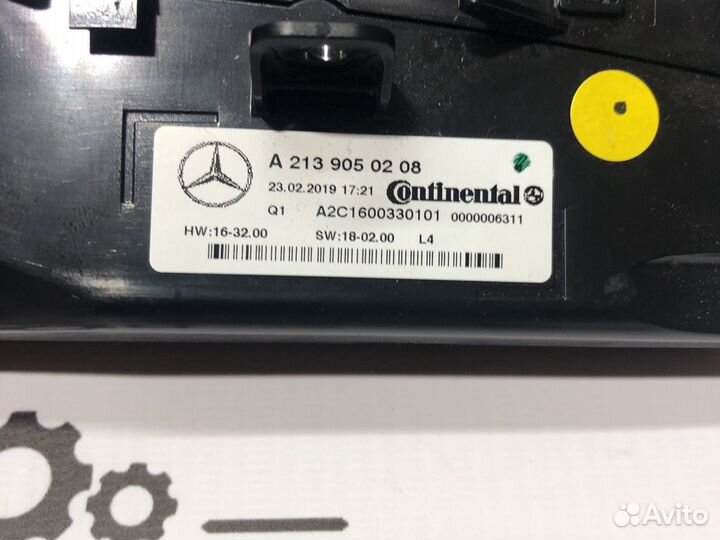 A 213 905 02 08
23.02.2019 17:21 Continental
Q1 A2C1600330101 0000006311
HW:16-32.00 SW:18-02.00 L4
Avito